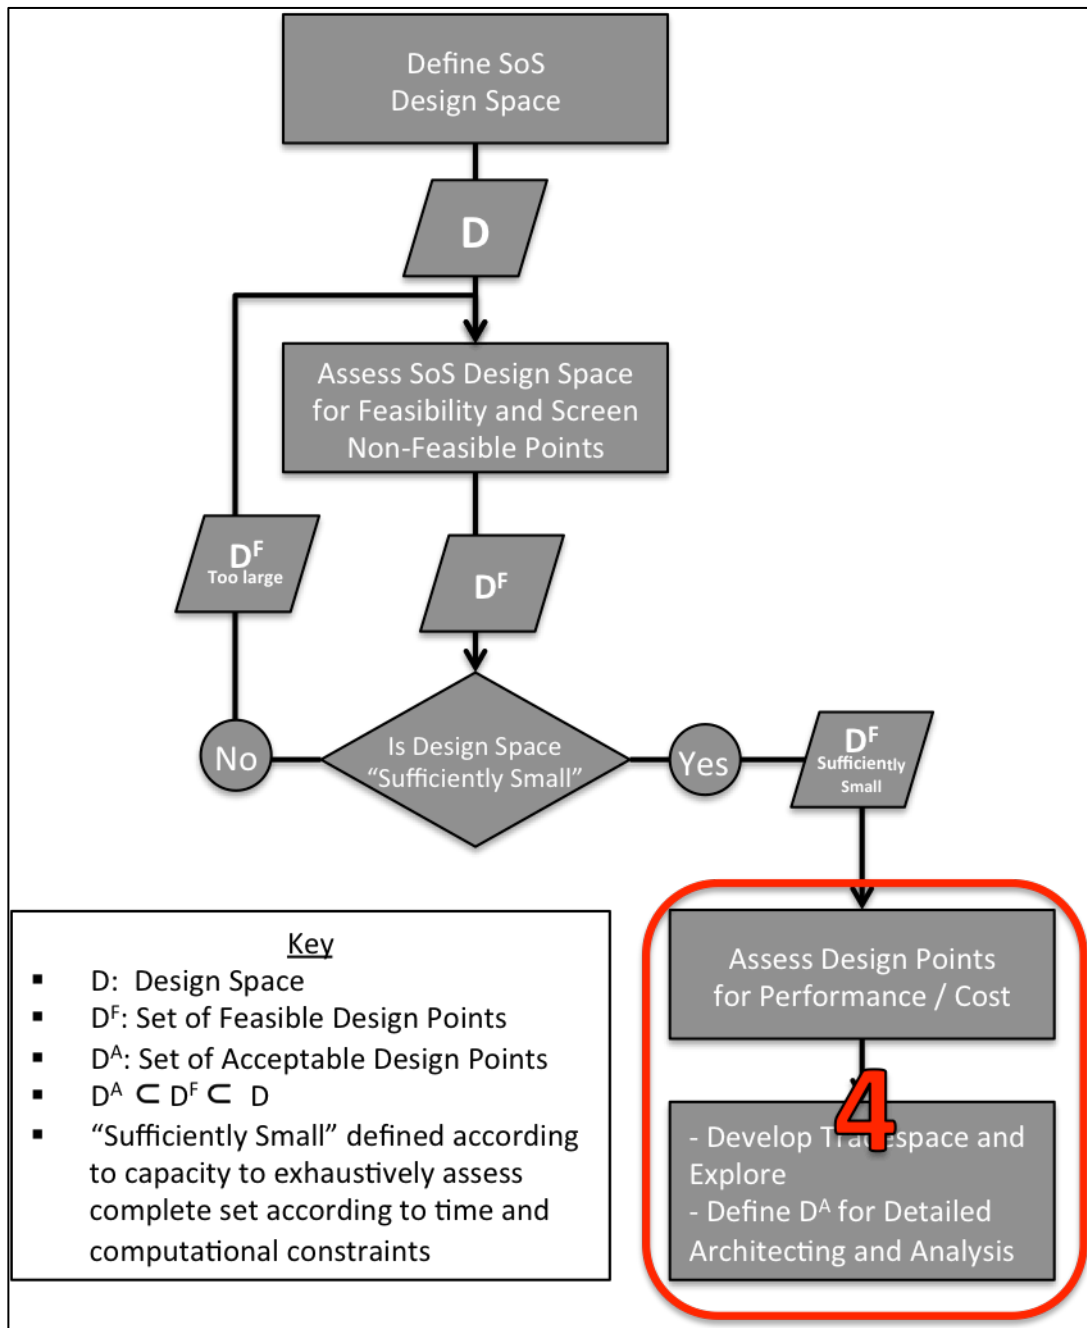 Define SoS
Design Space
D
Assess SoS Design Space
for Feasibility and Screen
Non-Feasible Points
Dᶠ
Too large
Dᶠ
Is Design Space
“Sufficiently Small”
No
Yes
Dᶠ
Sufficiently
Small
Assess Design Points
for Performance / Cost
4
- Develop Tradespace and
Explore
- Define Dᴬ for Detailed
Architecting and Analysis
Key
▪ D: Design Space
▪ Dᶠ: Set of Feasible Design Points
▪ Dᴬ: Set of Acceptable Design Points
▪ Dᴬ ⊂ Dᶠ ⊂ D
▪ “Sufficiently Small” defined according
to capacity to exhaustively assess
complete set according to time and
computational constraints